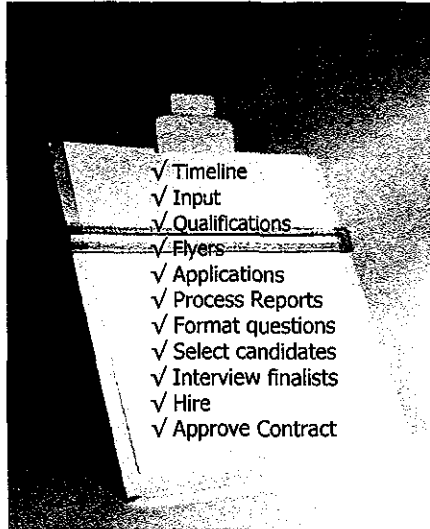 √ Timeline
√ Input
√ Qualifications
√ Flyers
√ Applications
√ Process Reports
√ Format questions
√ Select candidates
√ Interview finalists
√ Hire
√ Approve Contract